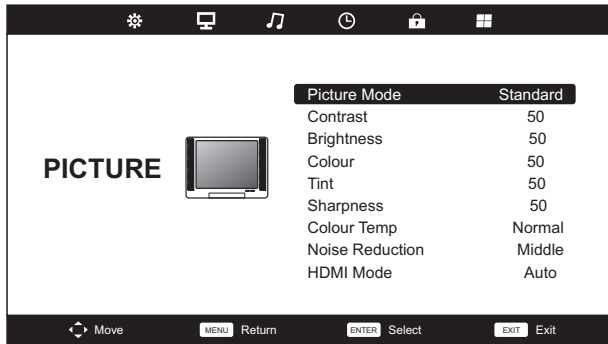 PICTURE
Picture Mode Standard
Contrast 50
Brightness 50
Colour 50
Tint 50
Sharpness 50
Colour Temp Normal
Noise Reduction Middle
HDMI Mode Auto
Move MENU Return ENTER Select EXIT Exit